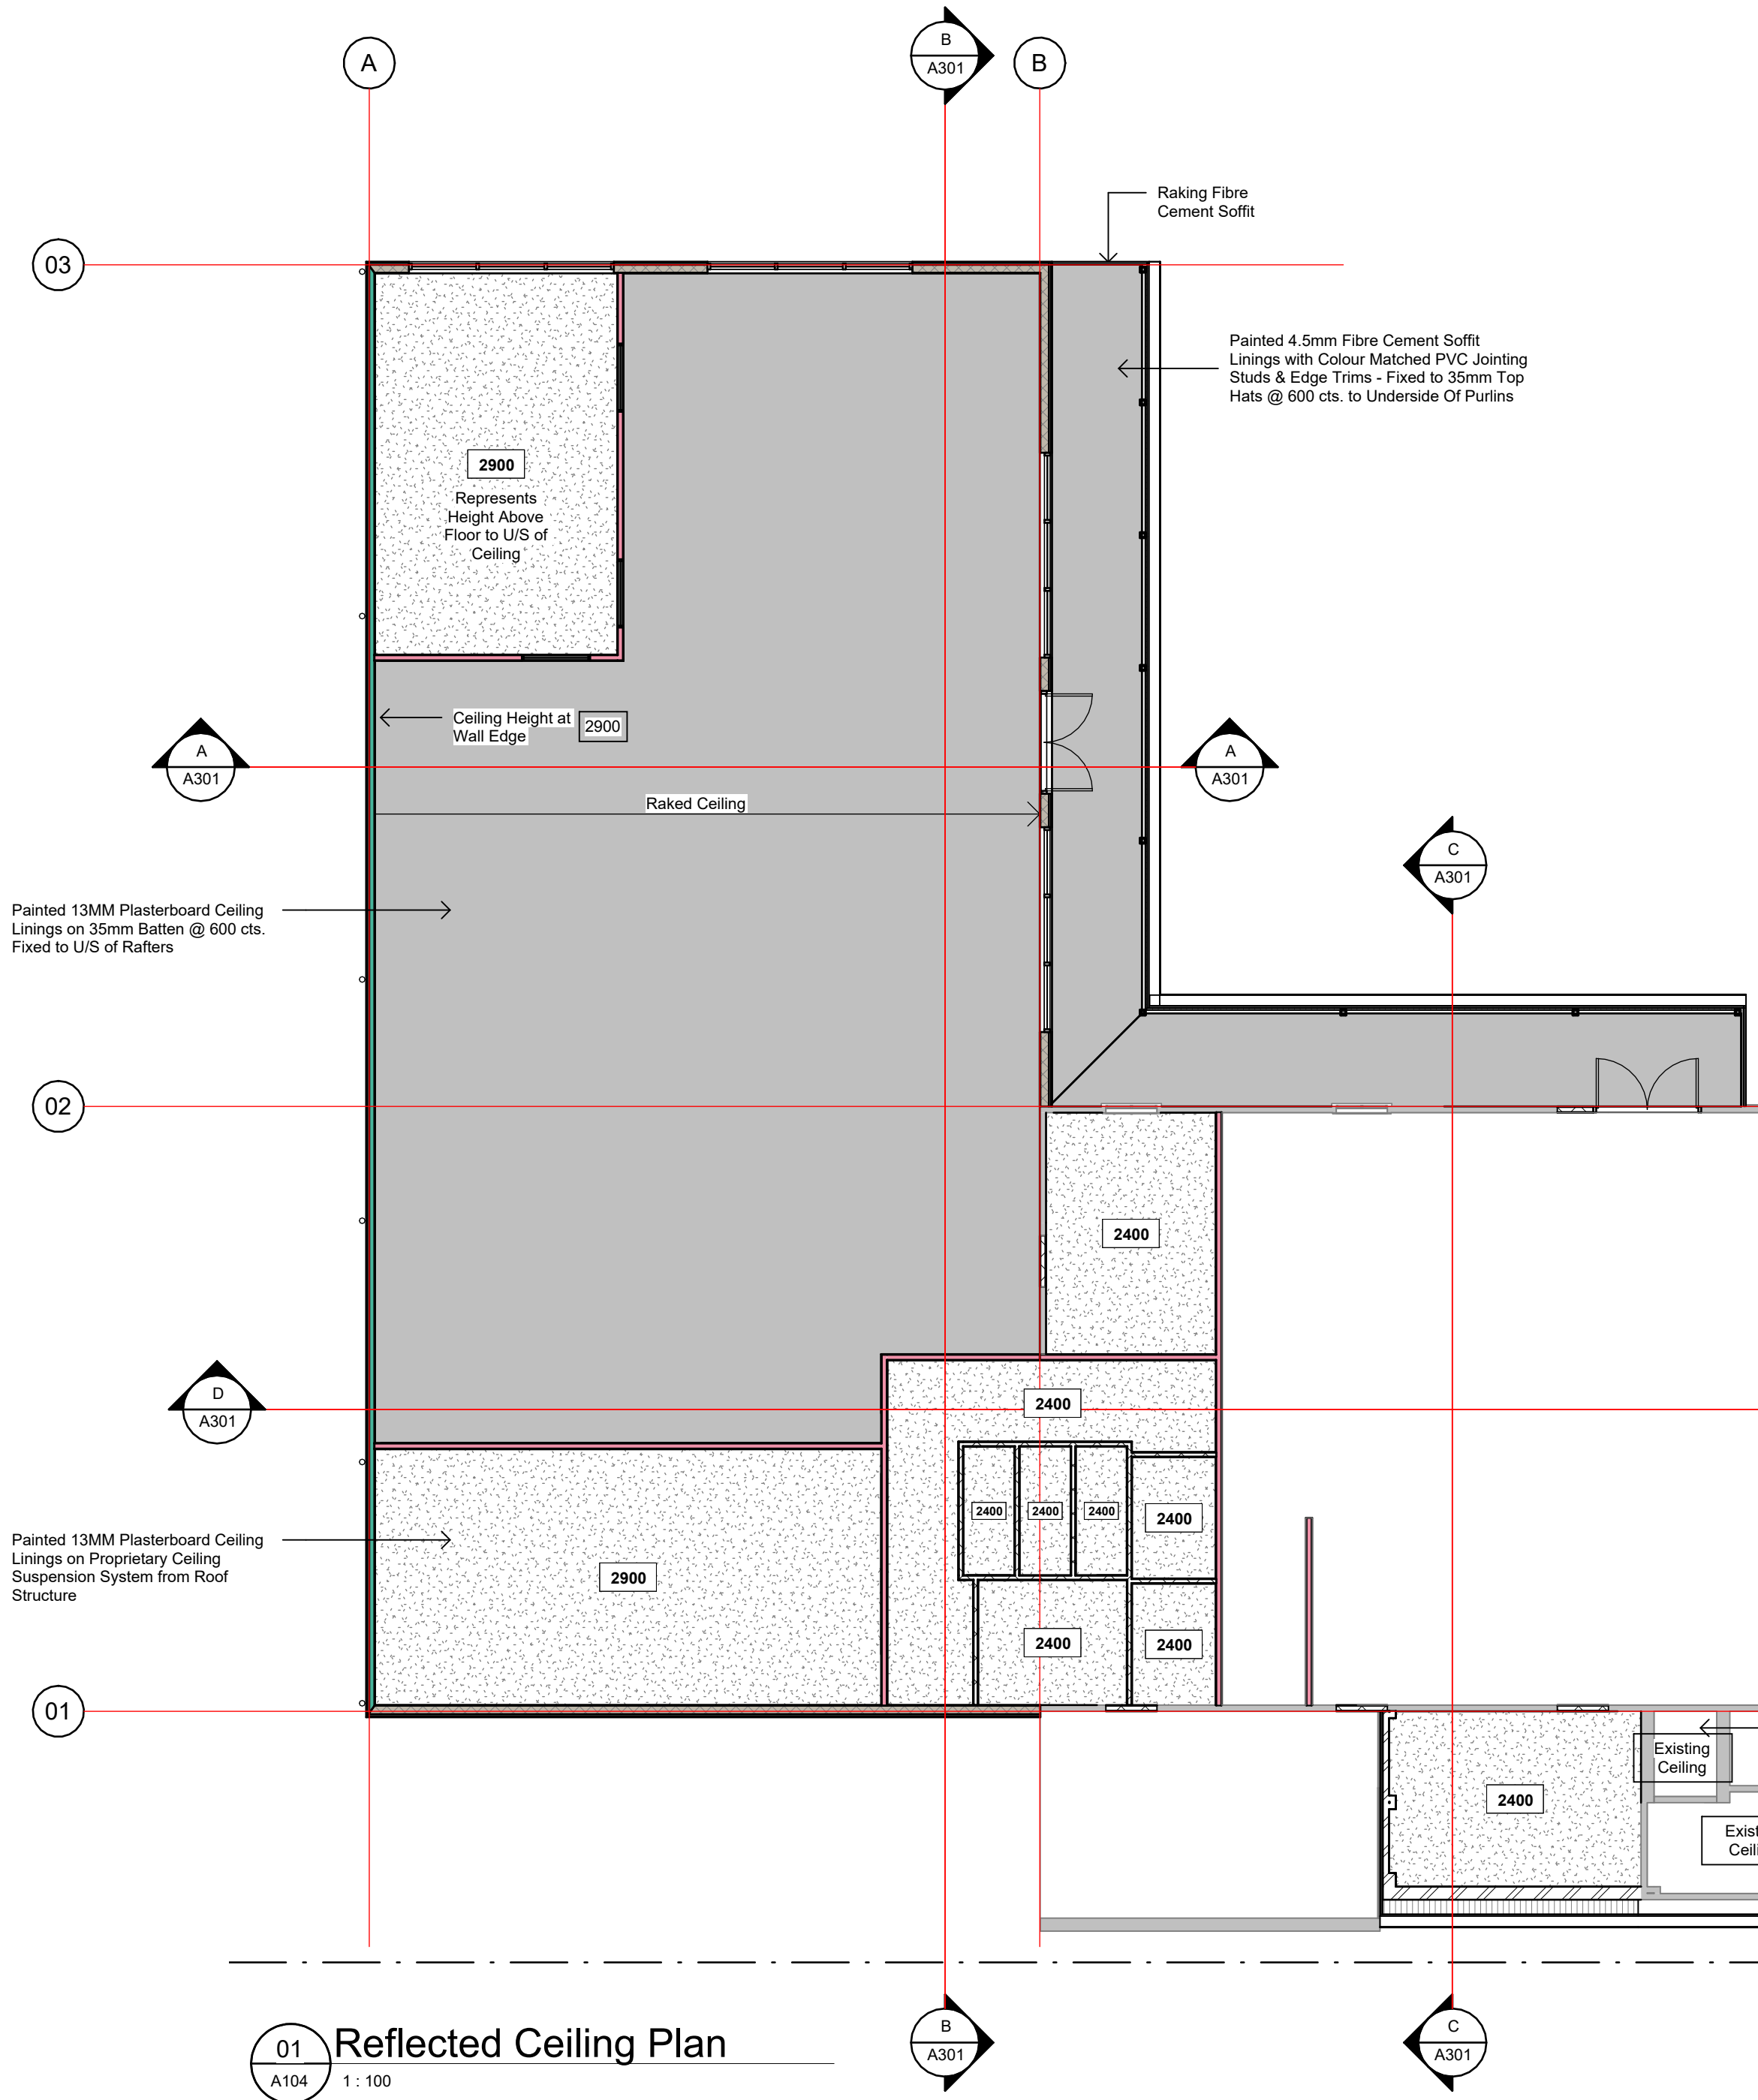 A
B
A301
B
Raking Fibre
Cement Soffit
03
Painted 4.5mm Fibre Cement Soffit
Linings with Colour Matched PVC Jointing
Studs & Edge Trims - Fixed to 35mm Top
Hats @ 600 cts. to Underside Of Purlins
2900
Represents
Height Above
Floor to U/S of
Ceiling
Ceiling Height at
Wall Edge
2900
A
A301
A
A301
Raked Ceiling
C
A301
Painted 13MM Plasterboard Ceiling
Linings on 35mm Batten @ 600 cts.
Fixed to U/S of Rafters
02
2400
D
A301
2400
2400
2400
2400
2400
Painted 13MM Plasterboard Ceiling
Linings on Proprietary Ceiling
Suspension System from Roof
Structure
2900
2400
2400
01
Existing
Ceiling
2400
Exist
Ceili
01
A104
Reflected Ceiling Plan
1 : 100
B
A301
C
A301